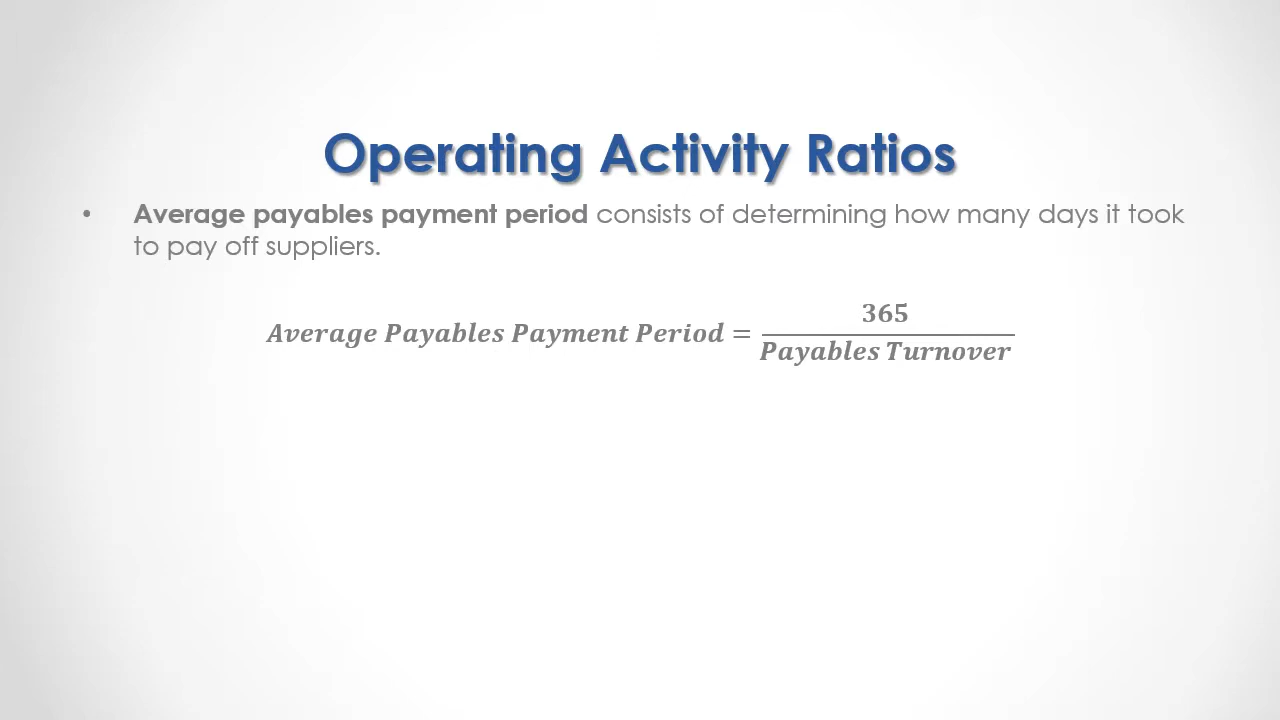 Operating Activity Ratios
• Average payables payment period consists of determining how many days it took
to pay off suppliers.
Average Payables Payment Period = 365 / Payables Turnover